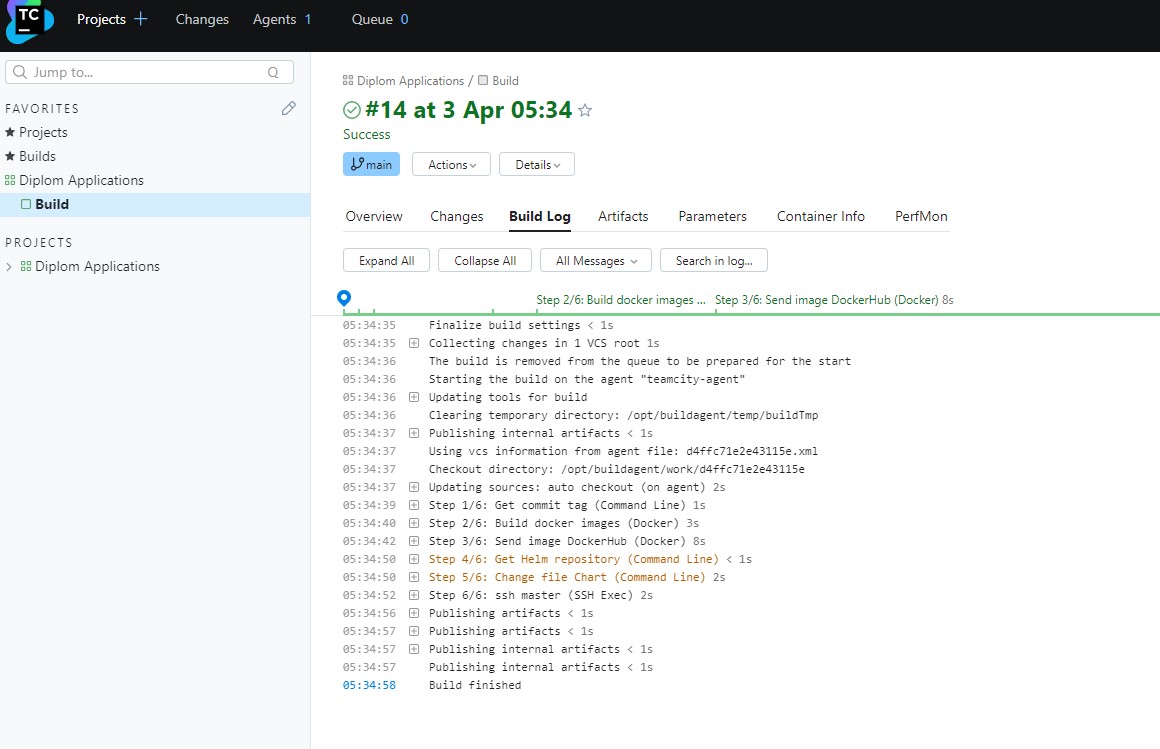 TC
Projects
Changes
Agents 1
Queue 0
Jump to...
Q
FAVORITES
Projects
Builds
Diplom Applications
Build
PROJECTS
Diplom Applications
Diplom Applications / Build
#14 at 3 Apr 05:34
Success
main Actions Details
Overview Changes Build Log Artifacts Parameters Container Info PerfMon
Expand All Collapse All All Messages Search in log...
Step 2/6: Build docker images ... Step 3/6: Send image DockerHub (Docker) 8s
05:34:35 Finalize build settings < 1s
05:34:35 Collecting changes in 1 VCS root 1s
05:34:36 The build is removed from the queue to be prepared for the start
05:34:36 Starting the build on the agent "teamcity-agent"
05:34:36 Updating tools for build
05:34:36 Clearing temporary directory: /opt/buildagent/temp/buildTmp
05:34:37 Publishing internal artifacts < 1s
05:34:37 Using vcs information from agent file: d4ffc71e2e43115e.xml
05:34:37 Checkout directory: /opt/buildagent/work/d4ffc71e2e43115e
05:34:37 Updating sources: auto checkout (on agent) 2s
05:34:39 Step 1/6: Get commit tag (Command Line) 1s
05:34:40 Step 2/6: Build docker images (Docker) 3s
05:34:42 Step 3/6: Send image DockerHub (Docker) 8s
05:34:50 Step 4/6: Get Helm repository (Command Line) < 1s
05:34:50 Step 5/6: Change file Chart (Command Line) 2s
05:34:52 Step 6/6: ssh master (SSH Exec) 2s
05:34:56 Publishing artifacts < 1s
05:34:57 Publishing artifacts < 1s
05:34:57 Publishing internal artifacts < 1s
05:34:57 Publishing internal artifacts < 1s
05:34:58 Build finished